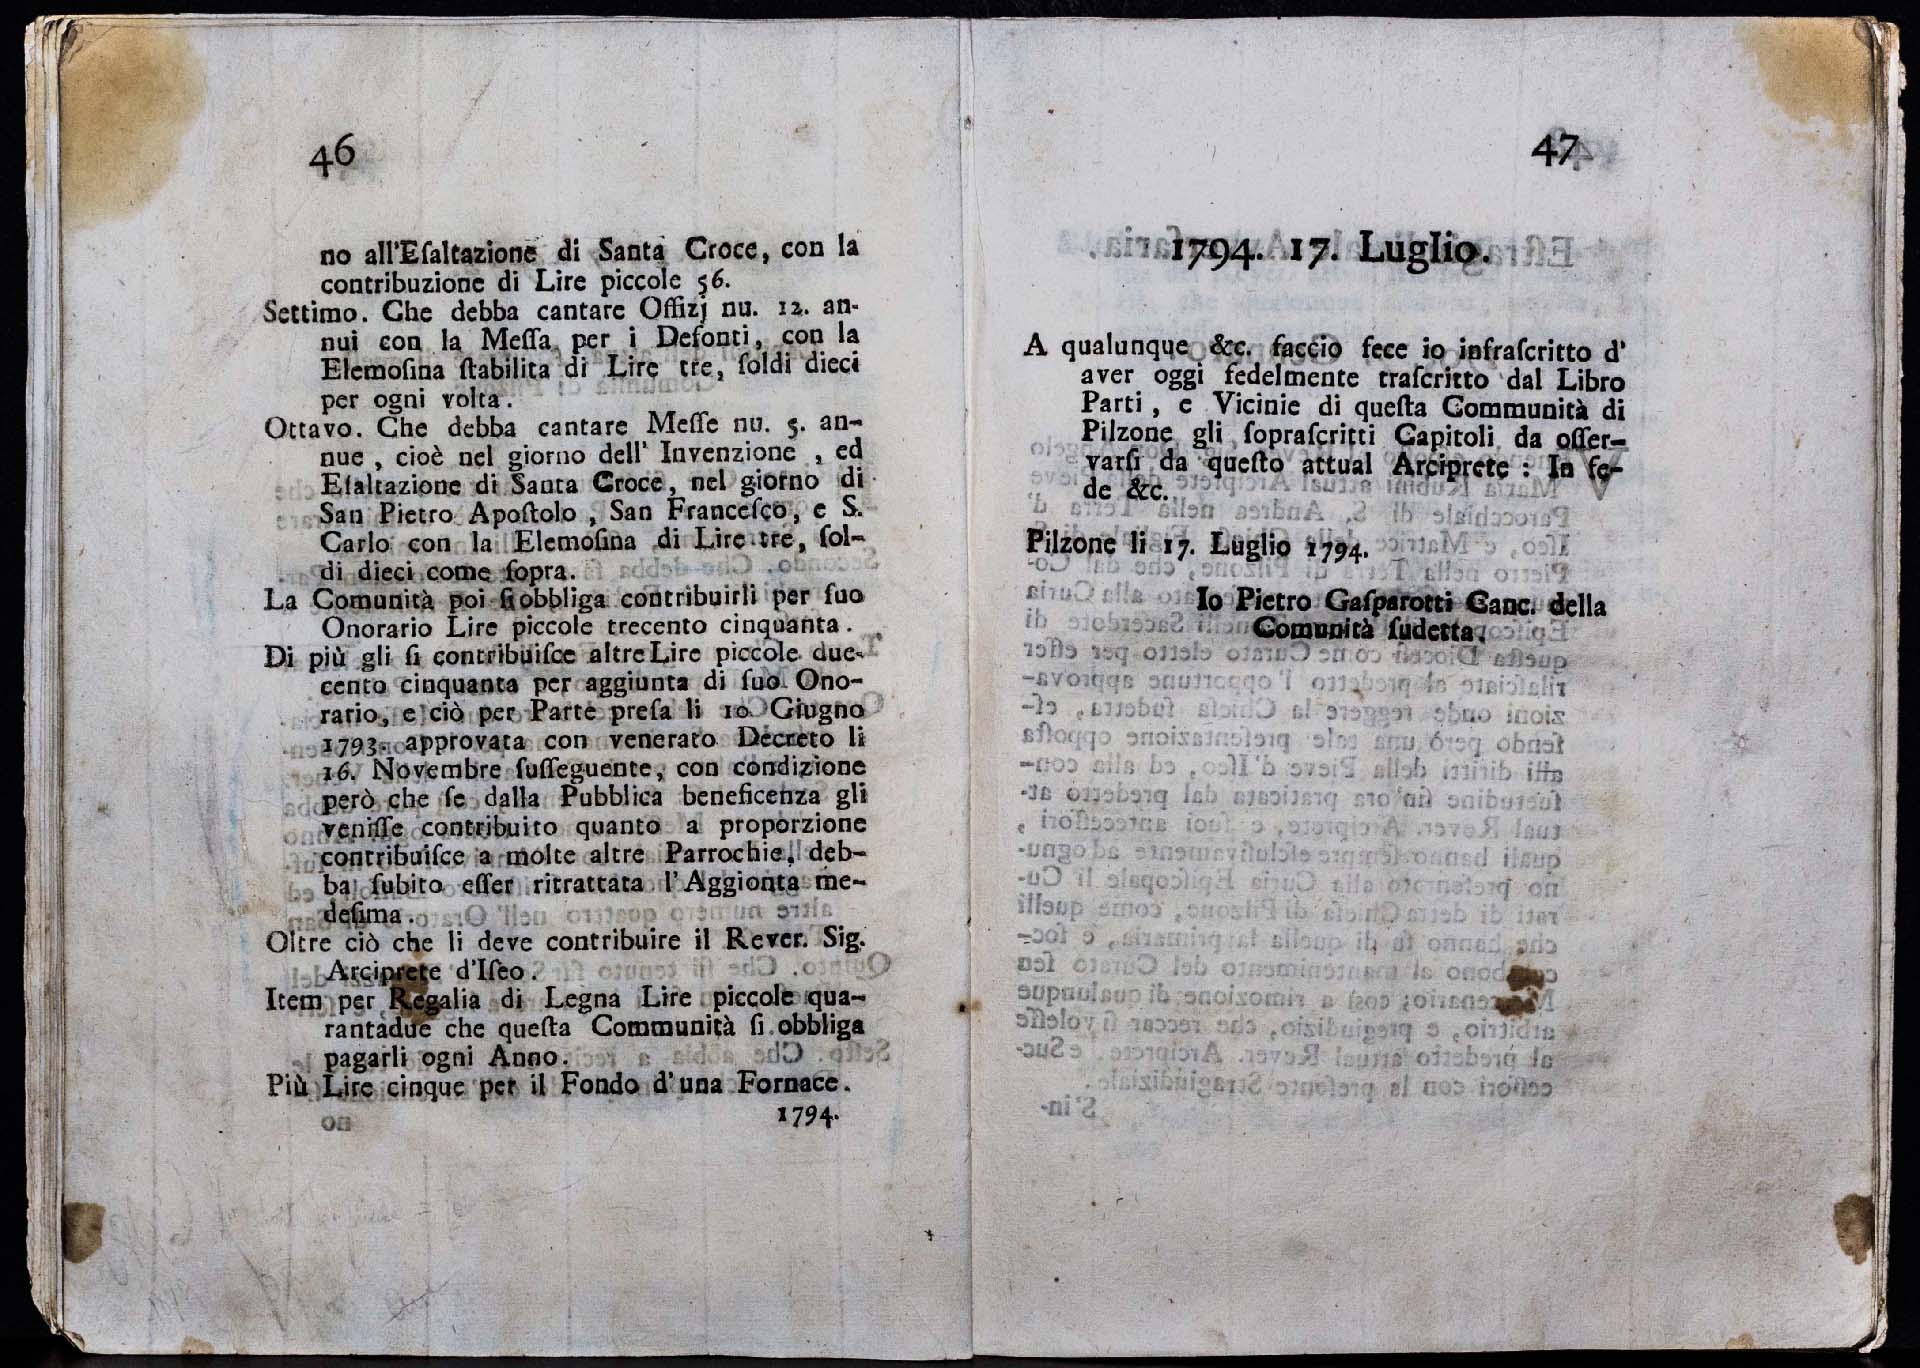 46
no all'Eſaltazione di Santa Croce, con la
contribuzione di Lire piccole 56.
Settimo. Che debba cantare Offizj nu. 12. an-
nui con la Meſſa per i Defonti, con la
Elemoſina ſtabilita di Lire tre, ſoldi dieci
per ogni volta.
Ottavo. Che debba cantare Meſſe nu. 5. an-
nue, cioè nel giorno dell' Invenzione, ed
Eſaltazione di Santa Croce, nel giorno di
San Pietro Apoſtolo, San Franceſco, e S.
Carlo con la Elemoſina di Lire tre, ſol-
di dieci come ſopra.
La Comunità poi ſi obbliga contribuirli per ſuo
Onorario Lire piccole trecento cinquanta.
Di più gli ſi contribuiſce altre Lire piccole due-
cento cinquanta per aggiunta di ſuo Ono-
rario, e ciò per Parte preſa li 10 Giugno
1793. approvata con venerato Decreto li
16. Novembre ſuſſeguente, con condizione
però che ſe dalla Pubblica beneficenza gli
veniſſe contribuito quanto a proporzione
contribuiſce a molte altre Parrochie, deb-
ba ſubito eſſer ritrattata l'Aggionta me-
deſima.
Oltre ciò che li deve contribuire il Rever. Sig.
Arciprete d'Iſeo.
Item per Regalia di Legna Lire piccole qua-
rantadue che queſta Communità ſi obbliga
pagarli ogni Anno.
Più Lire cinque per il Fondo d'una Fornace.
1794.
47
1794. 17. Luglio.
A qualunque &c. faccio fece io infraſcritto d'
aver oggi fedelmente traſcritto dal Libro
Parti, e Vicinie di queſta Communità di
Pilzone gli ſopraſcritti Capitoli da oſſer-
varſi da queſto attual Arciprete: In fe-
de &c.
Pilzone li 17. Luglio 1794.
Io Pietro Gaſparotti Canc. della
Comunità ſudetta.